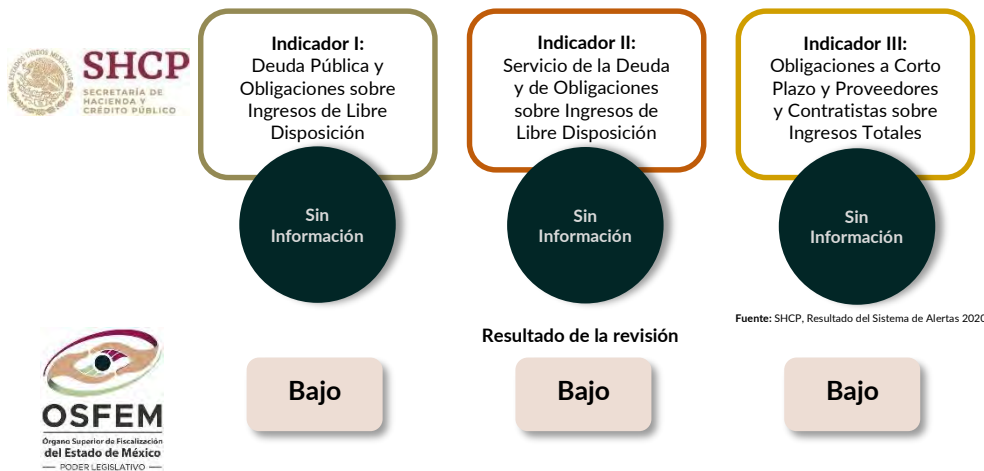 SHCP
SECRETARÍA DE
HACIENDA Y
CRÉDITO PÚBLICO
Indicador I:
Deuda Pública y
Obligaciones sobre
Ingresos de Libre
Disposición
Indicador II:
Servicio de la Deuda
y de Obligaciones
sobre Ingresos de
Libre Disposición
Indicador III:
Obligaciones a Corto
Plazo y Proveedores
y Contratistas sobre
Ingresos Totales
Sin
Información
Sin
Información
Sin
Información
Fuente: SHCP, Resultado del Sistema de Alertas 2020
Resultado de la revisión
OSFEM
Órgano Superior de Fiscalización
del Estado de México
PODER LEGISLATIVO
Bajo
Bajo
Bajo